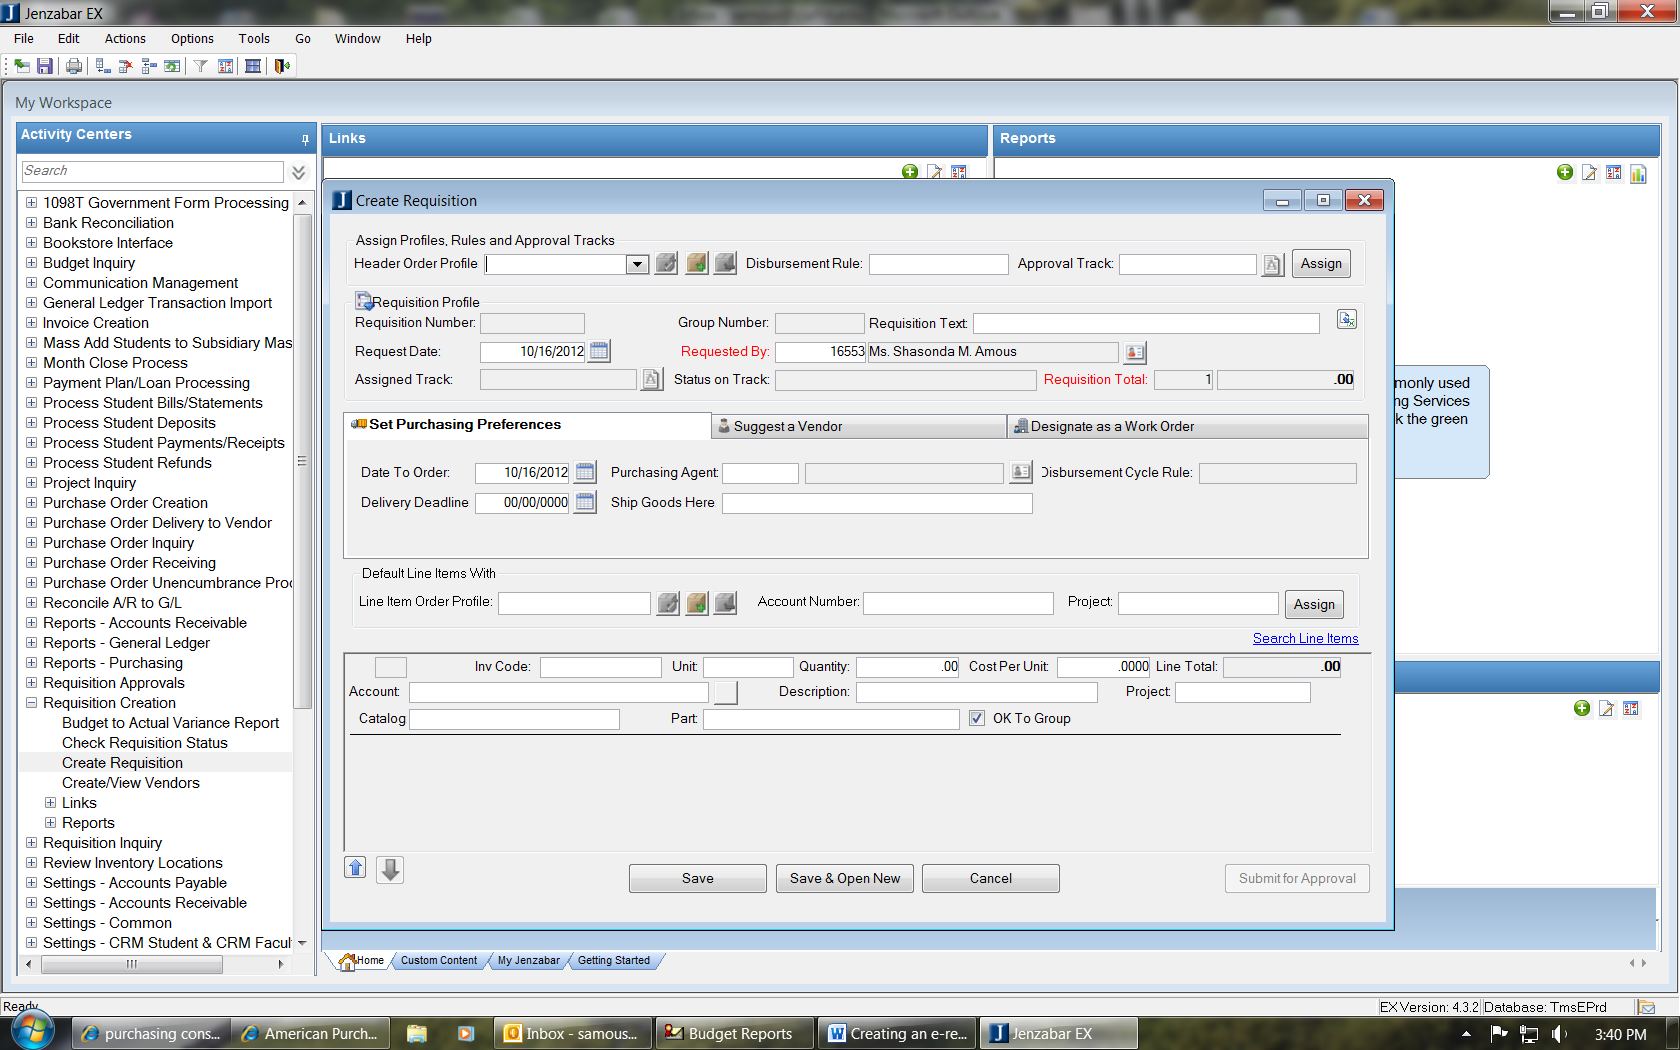 Jenzabar EX
File Edit Actions Options Tools Go Window Help
My Workspace
Activity Centers
Search
1098T Government Form Processing
Bank Reconciliation
Bookstore Interface
Budget Inquiry
Communication Management
General Ledger Transaction Import
Invoice Creation
Mass Add Students to Subsidiary Mas
Month Close Process
Payment Plan/Loan Processing
Process Student Bills/Statements
Process Student Deposits
Process Student Payments/Receipts
Process Student Refunds
Project Inquiry
Purchase Order Creation
Purchase Order Delivery to Vendor
Purchase Order Inquiry
Purchase Order Receiving
Purchase Order Unencumbrance Proc
Reconcile A/R to G/L
Reports - Accounts Receivable
Reports - General Ledger
Reports - Purchasing
Requisition Approvals
Requisition Creation
Budget to Actual Variance Report
Check Requisition Status
Create Requisition
Create/View Vendors
Links
Reports
Requisition Inquiry
Review Inventory Locations
Settings - Accounts Payable
Settings - Accounts Receivable
Settings - Common
Settings - CRM Student & CRM Facul
Links
Reports
monly used
ng Services
k the green
Create Requisition
Assign Profiles, Rules and Approval Tracks
Header Order Profile Disbursement Rule: Approval Track: Assign
Requisition Profile
Requisition Number: Group Number: Requisition Text:
Request Date: 10/16/2012 Requested By: 16553 Ms. Shasonda M. Amous
Assigned Track: Status on Track: Requisition Total: 1 .00
Set Purchasing Preferences Suggest a Vendor Designate as a Work Order
Date To Order: 10/16/2012 Purchasing Agent: Disbursement Cycle Rule:
Delivery Deadline 00/00/0000 Ship Goods Here
Default Line Items With
Line Item Order Profile: Account Number: Project: Assign
Search Line Items
Inv Code: Unit: Quantity: .00 Cost Per Unit: .0000 Line Total: .00
Account: Description: Project:
Catalog Part: OK To Group
Save Save & Open New Cancel Submit for Approval
Home Custom Content My Jenzabar Getting Started
Ready EX Version: 4.3.2 Database: TmsEPrd
purchasing cons... American Purch... Inbox - samous... Budget Reports Creating an e-re... Jenzabar EX 3:40 PM